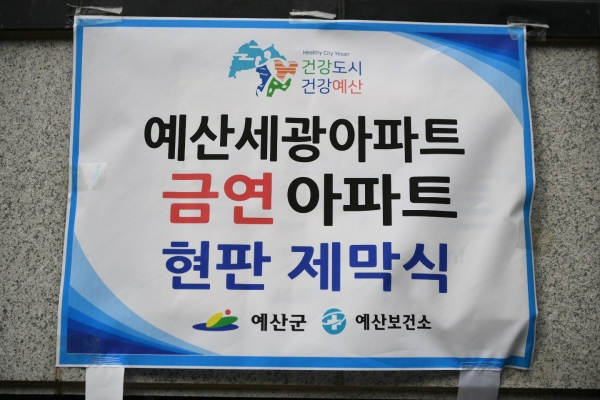 Healthy City Yesan
건강도시
건강예산
예산세광아파트
금연 아파트
현판 제막식
예산군 예산보건소